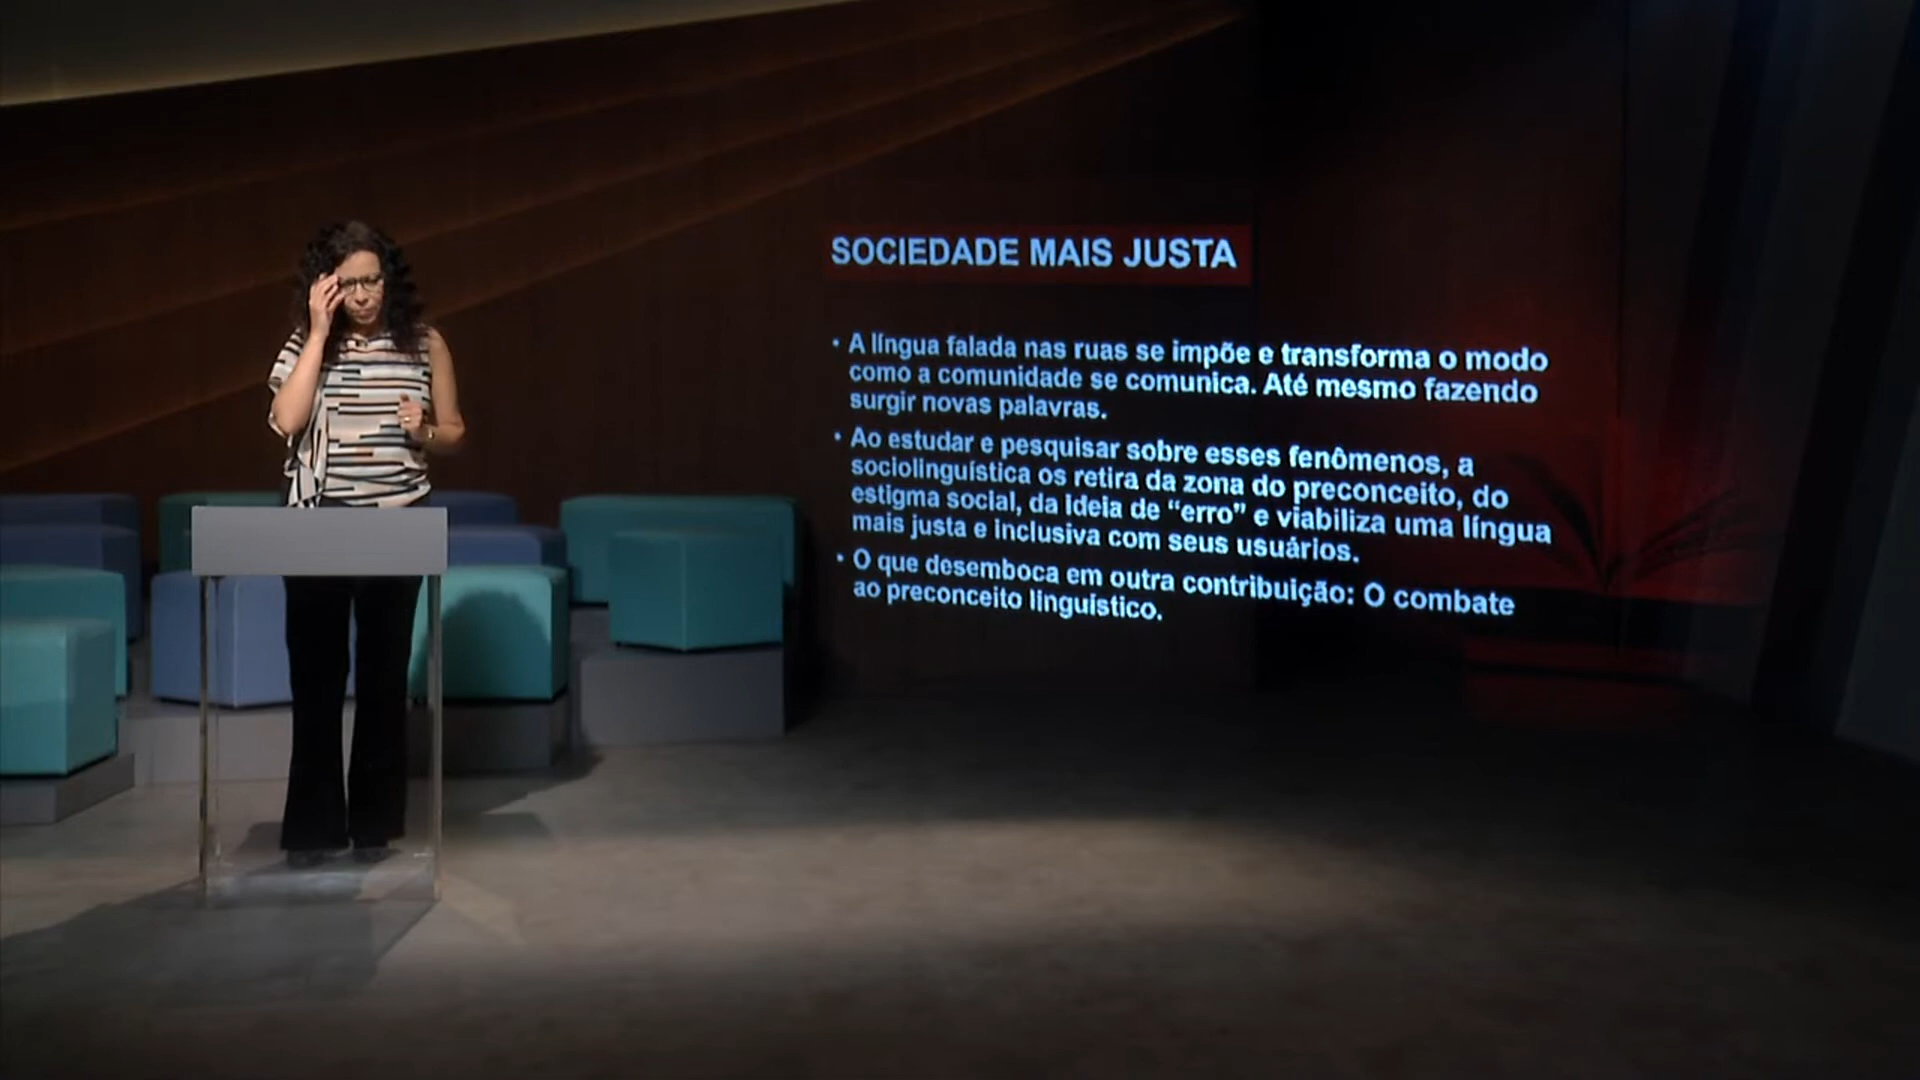 SOCIEDADE MAIS JUSTA
• A língua falada nas ruas se impõe e transforma o modo
como a comunidade se comunica. Até mesmo fazendo
surgir novas palavras.
• Ao estudar e pesquisar sobre esses fenômenos, a
sociolinguística os retira da zona do preconceito, do
estigma social, da ideia de “erro” e viabiliza uma língua
mais justa e inclusiva com seus usuários.
• O que desemboca em outra contribuição: O combate
ao preconceito linguístico.